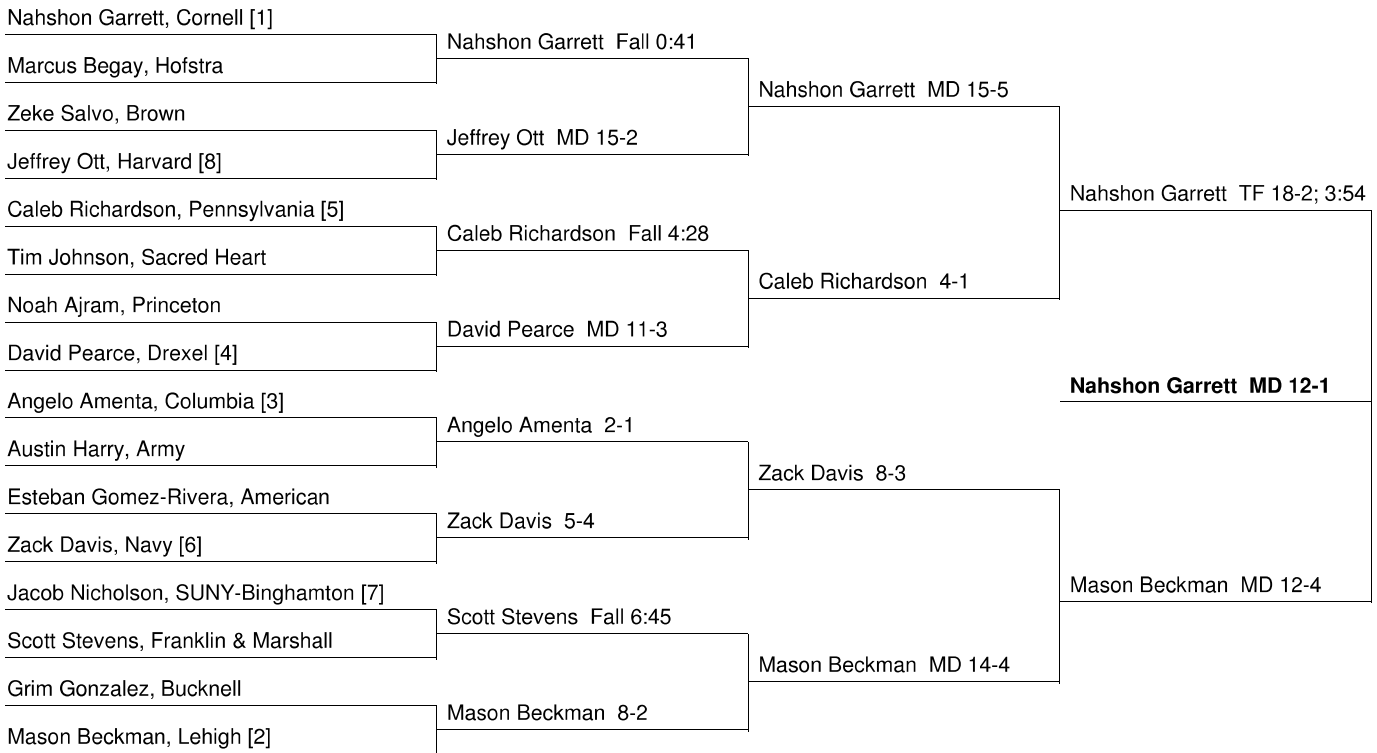 Nahshon Garrett, Cornell [1]
Marcus Begay, Hofstra
Zeke Salvo, Brown
Jeffrey Ott, Harvard [8]
Caleb Richardson, Pennsylvania [5]
Tim Johnson, Sacred Heart
Noah Ajram, Princeton
David Pearce, Drexel [4]
Angelo Amenta, Columbia [3]
Austin Harry, Army
Esteban Gomez-Rivera, American
Zack Davis, Navy [6]
Jacob Nicholson, SUNY-Binghamton [7]
Scott Stevens, Franklin & Marshall
Grim Gonzalez, Bucknell
Mason Beckman, Lehigh [2]
Nahshon Garrett Fall 0:41
Jeffrey Ott MD 15-2
Caleb Richardson Fall 4:28
David Pearce MD 11-3
Angelo Amenta 2-1
Zack Davis 5-4
Scott Stevens Fall 6:45
Mason Beckman 8-2
Nahshon Garrett MD 15-5
Caleb Richardson 4-1
Zack Davis 8-3
Mason Beckman MD 14-4
Nahshon Garrett TF 18-2; 3:54
Mason Beckman MD 12-4
Nahshon Garrett MD 12-1